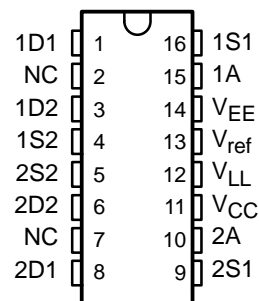 1D1 1 16 1S1
NC 2 15 1A
1D2 3 14 VEE
1S2 4 13 Vref
2S2 5 12 VLL
2D2 6 11 VCC
NC 7 10 2A
2D1 8 9 2S1